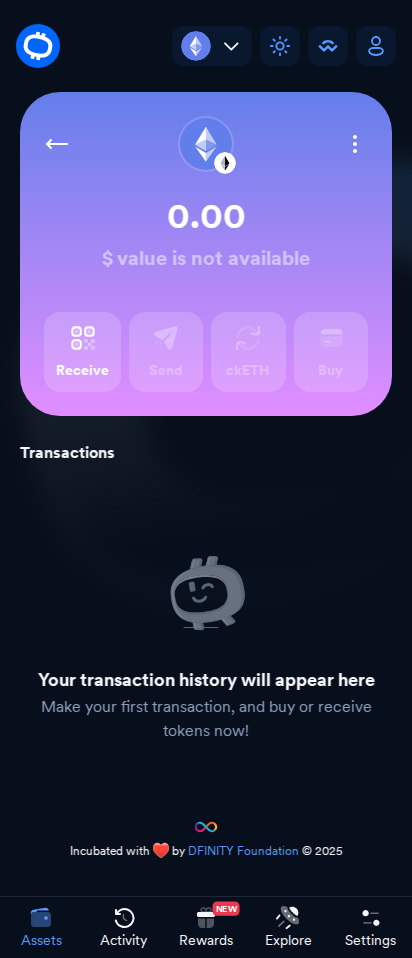 0.00
$ value is not available
Receive
Send
ckETH
Buy
Transactions
Your transaction history will appear here
Make your first transaction, and buy or receive
tokens now!
Incubated with ❤️ by DFINITY Foundation © 2025
NEW
Assets
Activity
Rewards
Explore
Settings